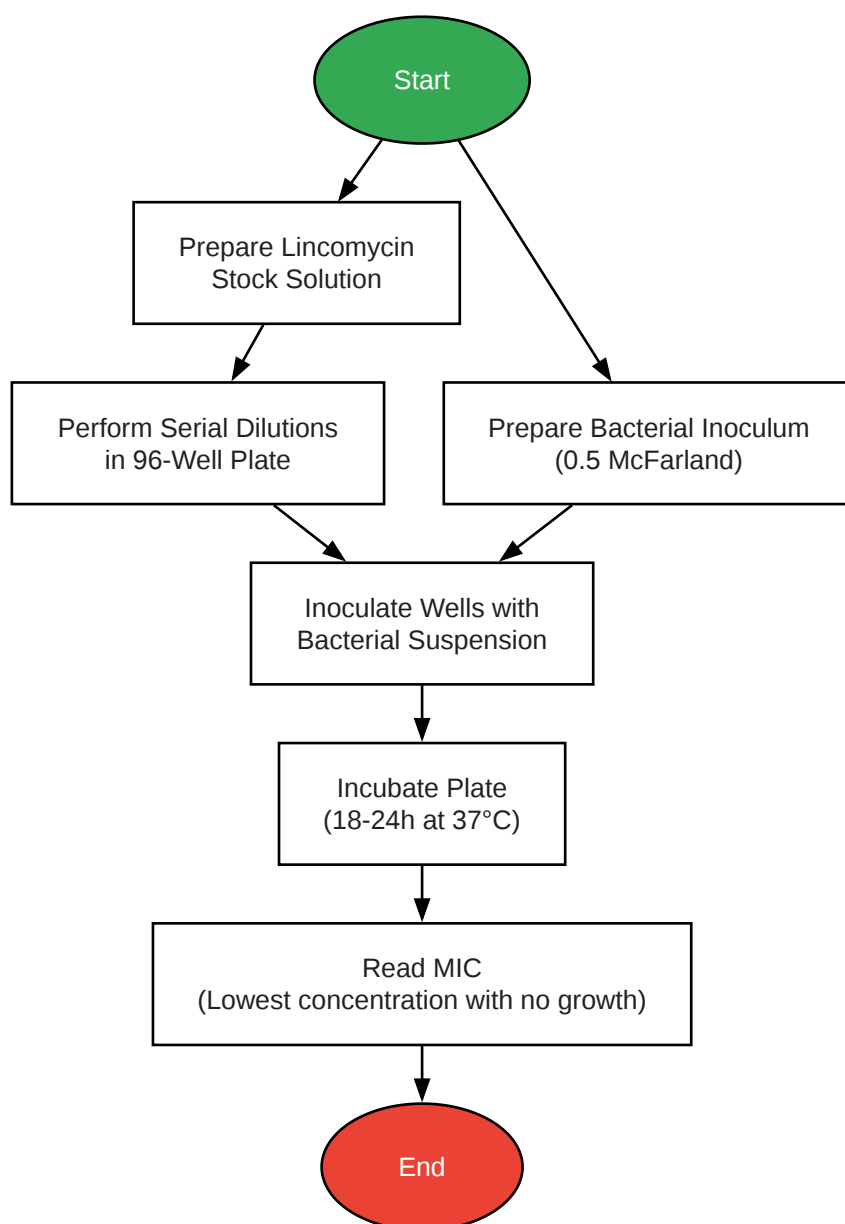 Start
Prepare Lincomycin
Stock Solution
Perform Serial Dilutions
in 96-Well Plate
Prepare Bacterial Inoculum
(0.5 McFarland)
Inoculate Wells with
Bacterial Suspension
Incubate Plate
(18-24h at 37°C)
Read MIC
(Lowest concentration with no growth)
End